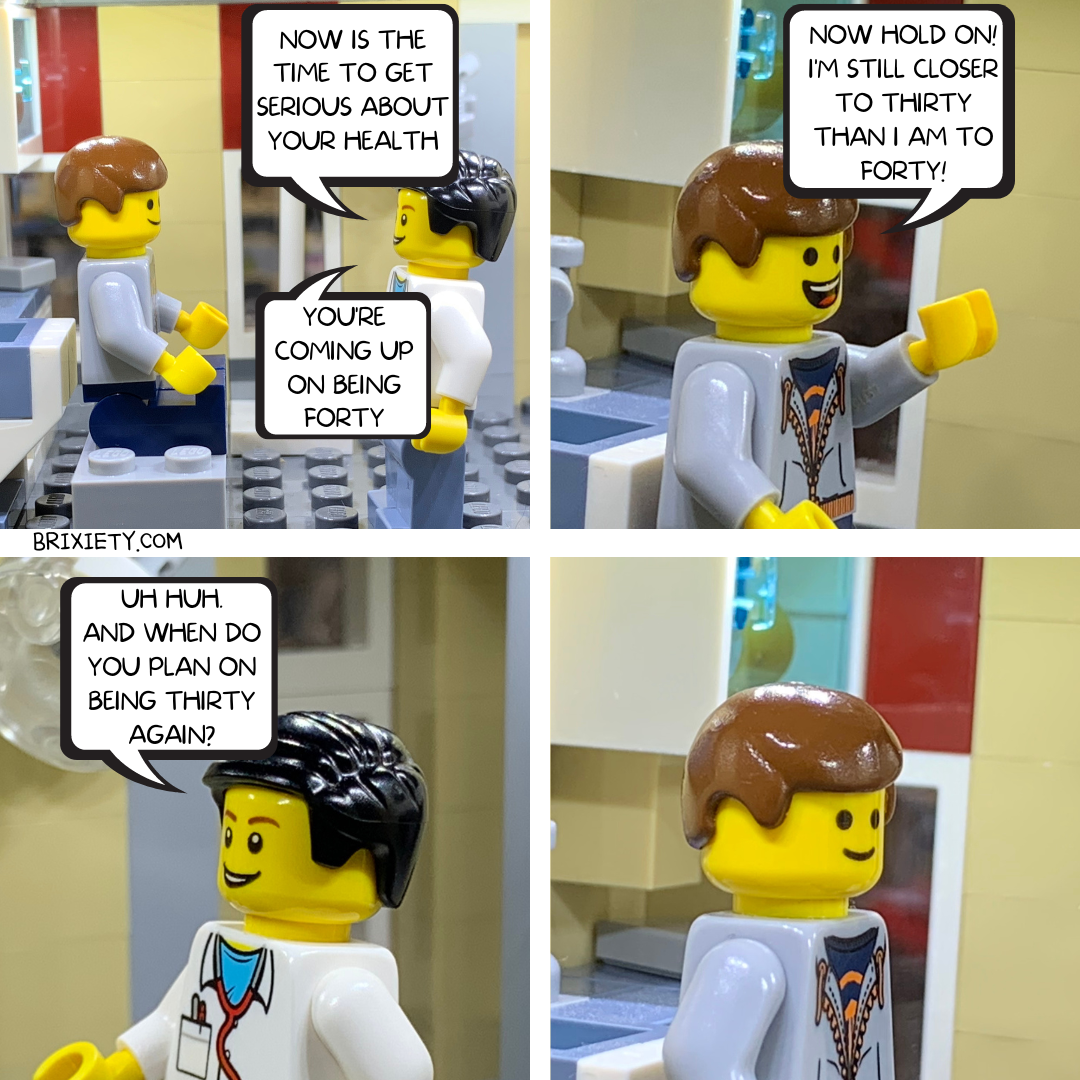 NOW IS THE
TIME TO GET
SERIOUS ABOUT
YOUR HEALTH
YOU'RE
COMING UP
ON BEING
FORTY
NOW HOLD ON!
I'M STILL CLOSER
TO THIRTY
THAN I AM TO
FORTY!
BRIXIETY.COM
UH HUH.
AND WHEN DO
YOU PLAN ON
BEING THIRTY
AGAIN?